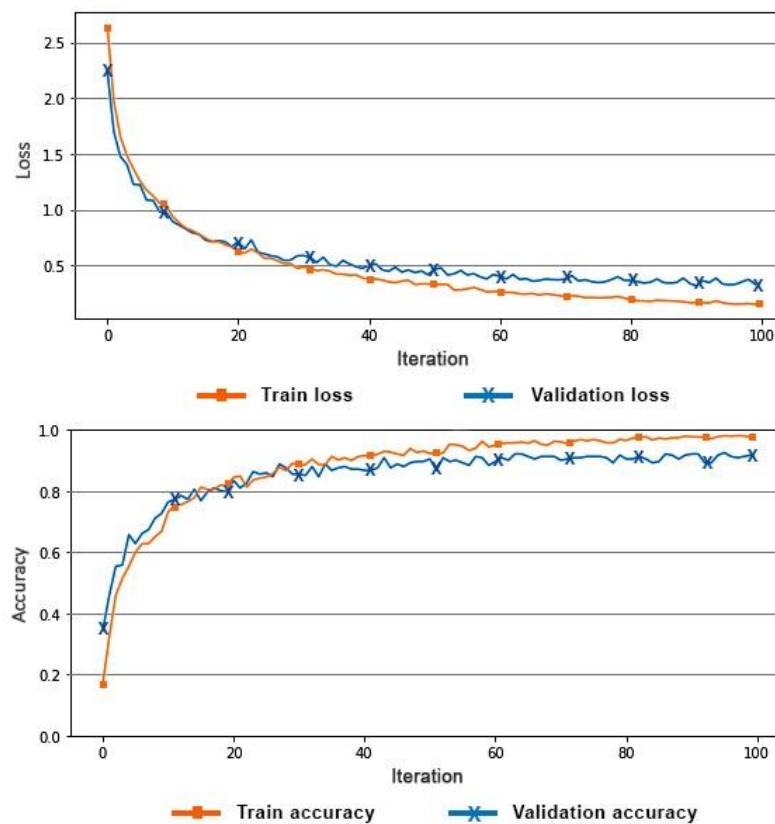 2.5
2.0
1.5
1.0
0.5
Loss
0 20 40 60 80 100
Iteration
Train loss Validation loss
1.0
0.8
0.6
0.4
0.2
0.0
Accuracy
0 20 40 60 80 100
Iteration
Train accuracy Validation accuracy